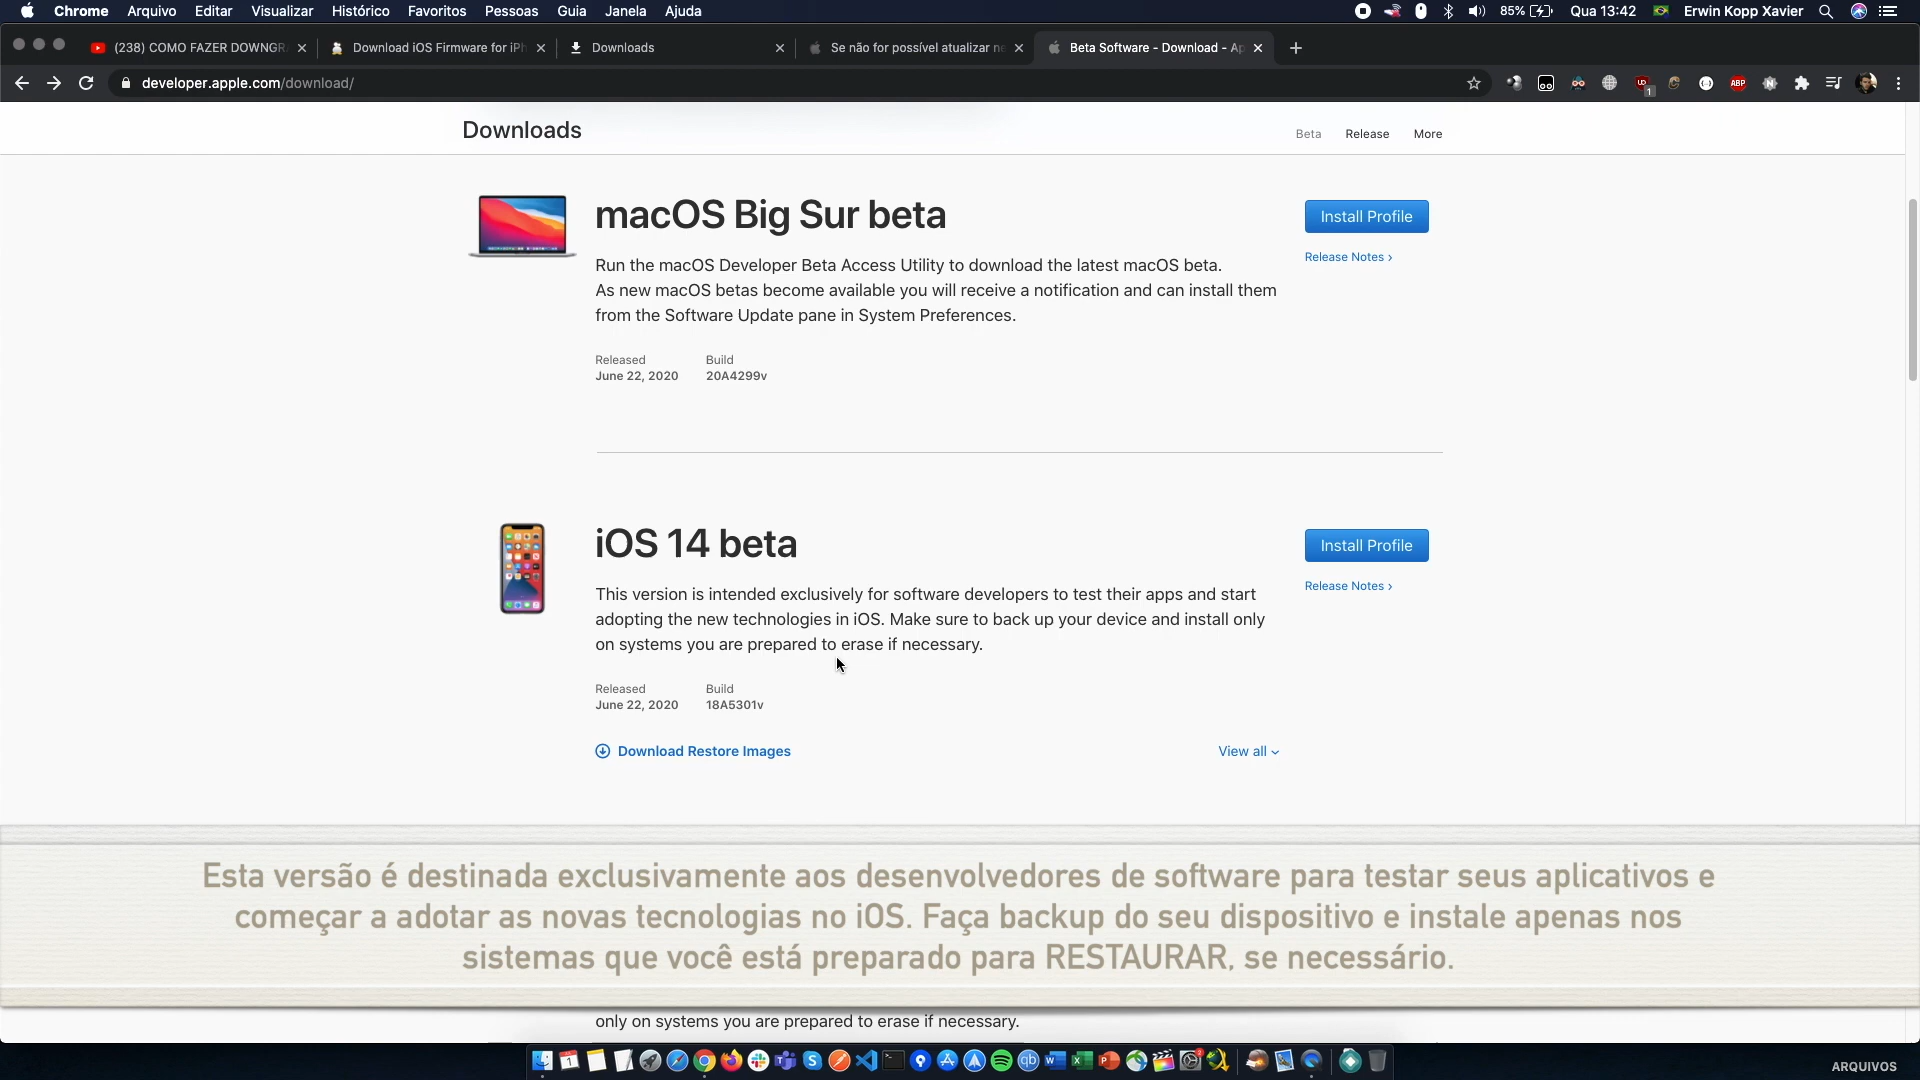 Chrome Arquivo Editar Visualizar Histórico Favoritos Pessoas Guia Janela Ajuda 85% Qua 13:42 Erwin Kopp Xavier
(238) COMO FAZER DOWNGR Download iOS Firmware for iPh Downloads Se não for possível atualizar ne Beta Software - Download - Ap
developer.apple.com/download/ UD 1 ABP
Downloads Beta Release More
macOS Big Sur beta Install Profile
Release Notes ›
Run the macOS Developer Beta Access Utility to download the latest macOS beta.
As new macOS betas become available you will receive a notification and can install them
from the Software Update pane in System Preferences.
Released Build
June 22, 2020 20A4299v
iOS 14 beta Install Profile
Release Notes ›
This version is intended exclusively for software developers to test their apps and start
adopting the new technologies in iOS. Make sure to back up your device and install only
on systems you are prepared to erase if necessary.
Released Build
June 22, 2020 18A5301v
Download Restore Images View all
Esta versão é destinada exclusivamente aos desenvolvedores de software para testar seus aplicativos e
começar a adotar as novas tecnologias no iOS. Faça backup do seu dispositivo e instale apenas nos
sistemas que você está preparado para RESTAURAR, se necessário.
only on systems you are prepared to erase if necessary.
ARQUIVOS